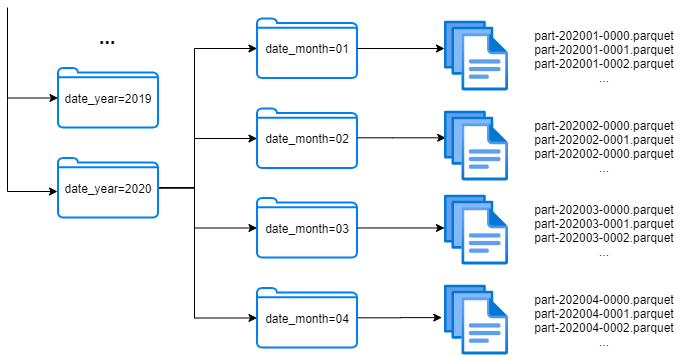 ...
date_year=2019
date_year=2020
date_month=01
part-202001-0000.parquet
part-202001-0001.parquet
part-202001-0002.parquet
...
date_month=02
part-202002-0000.parquet
part-202002-0001.parquet
part-202002-0000.parquet
...
date_month=03
part-202003-0000.parquet
part-202003-0001.parquet
part-202003-0002.parquet
...
date_month=04
part-202004-0000.parquet
part-202004-0001.parquet
part-202004-0002.parquet
...